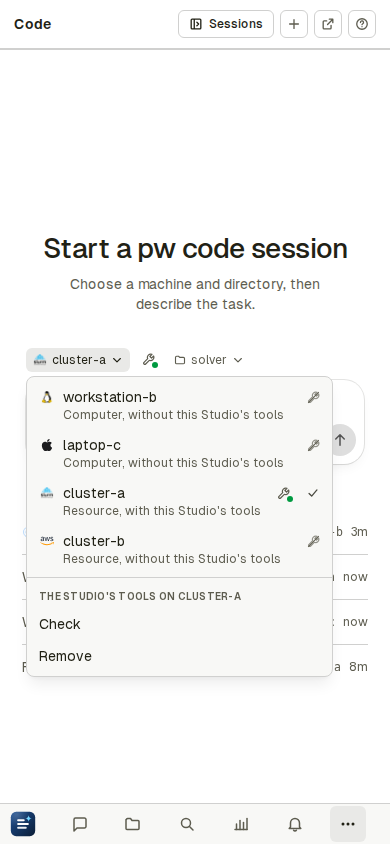 Code
Sessions
Start a pw code session
Choose a machine and directory, then
describe the task.
cluster-a
solver
workstation-b
Computer, without this Studio's tools
laptop-c
Computer, without this Studio's tools
cluster-a
Resource, with this Studio's tools
aws
cluster-b
Resource, without this Studio's tools
THE STUDIO'S TOOLS ON CLUSTER-A
Check
Remove
-b 3m
now
now
a 8m